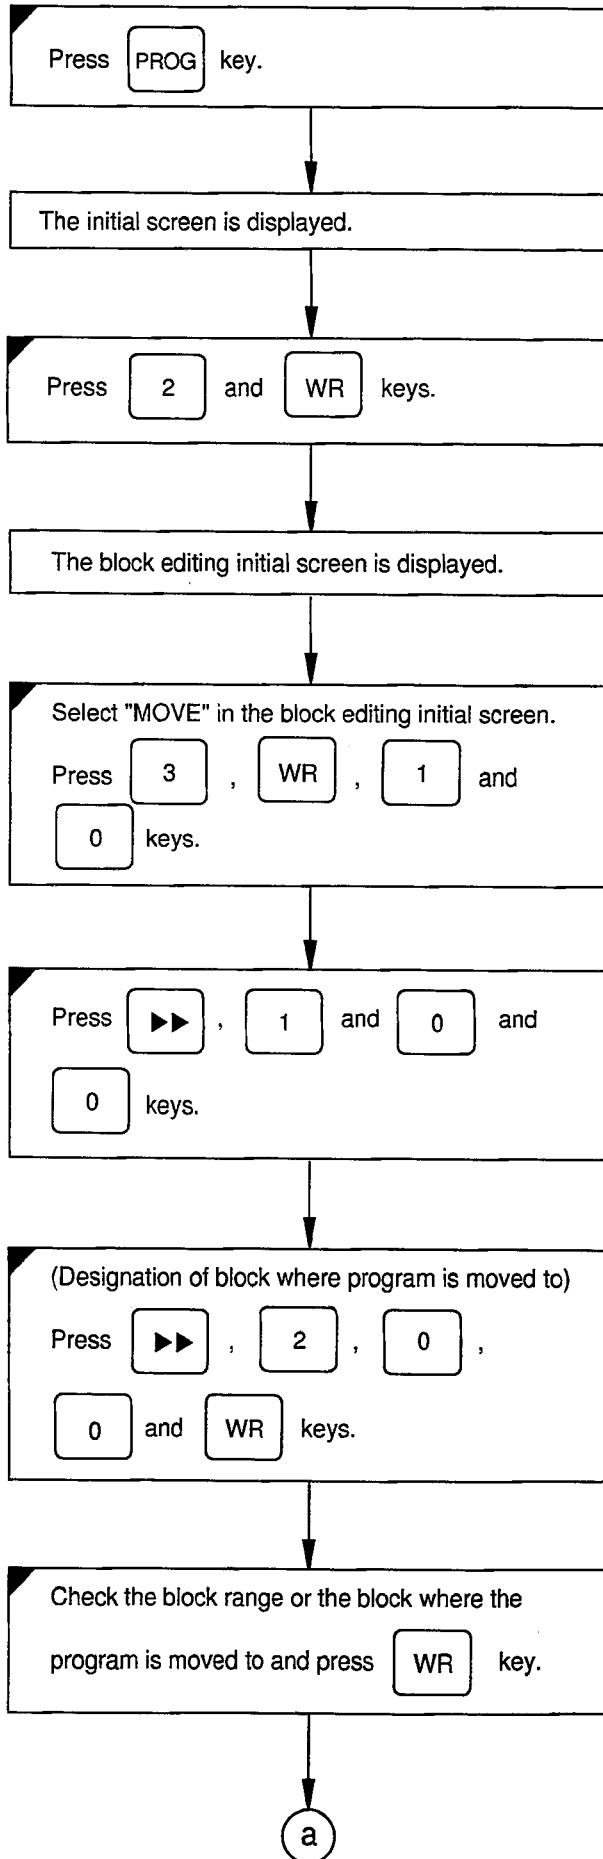 Press PROG key.
The initial screen is displayed.
Press 2 and WR keys.
The block editing initial screen is displayed.
Select "MOVE" in the block editing initial screen.
Press 3 , WR , 1 and
0 keys.
Press ▶▶ , 1 and 0 and
0 keys.
(Designation of block where program is moved to)
Press ▶▶ , 2 , 0 ,
0 and WR keys.
Check the block range or the block where the
program is moved to and press WR key.
a